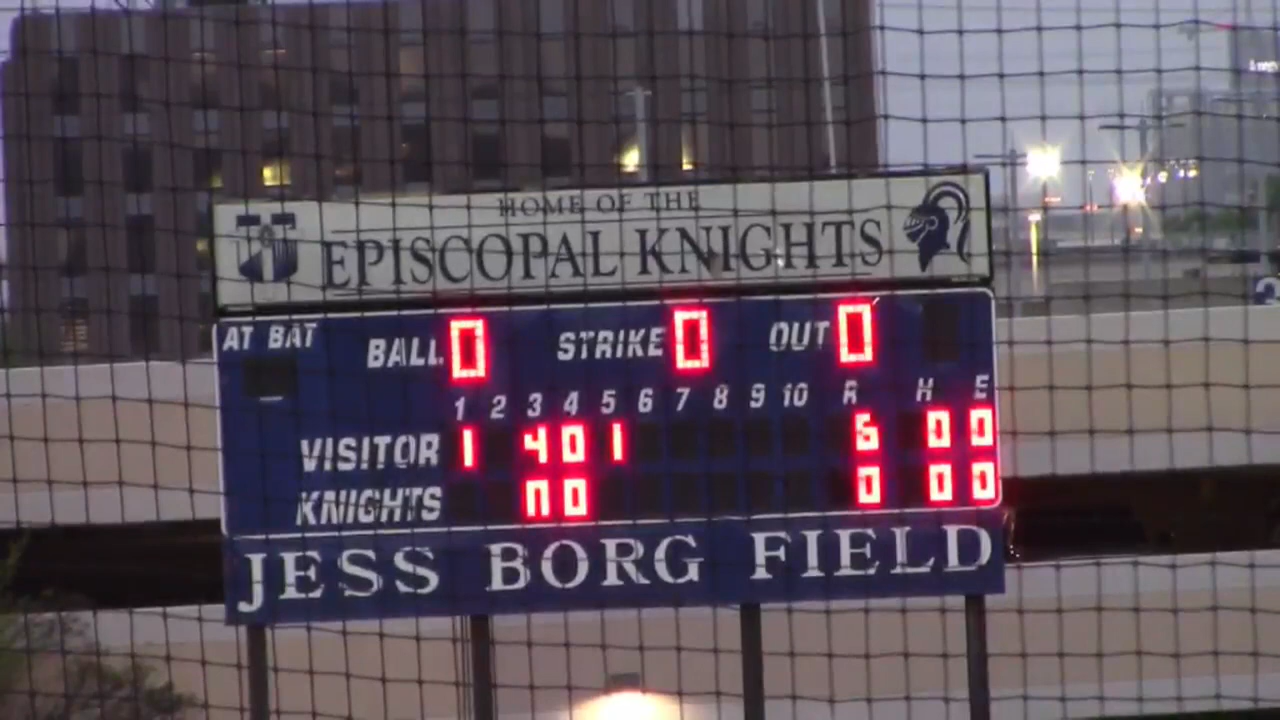 HOME OF THE
EPISCOPAL KNIGHTS
AT BAT BALL 0 STRIKE 0 OUT 0
1 2 3 4 5 6 7 8 9 10 R H E
VISITOR 1 4 0 1 6 0 0
KNIGHTS 0 0 0 0 0
JESS BORG FIELD